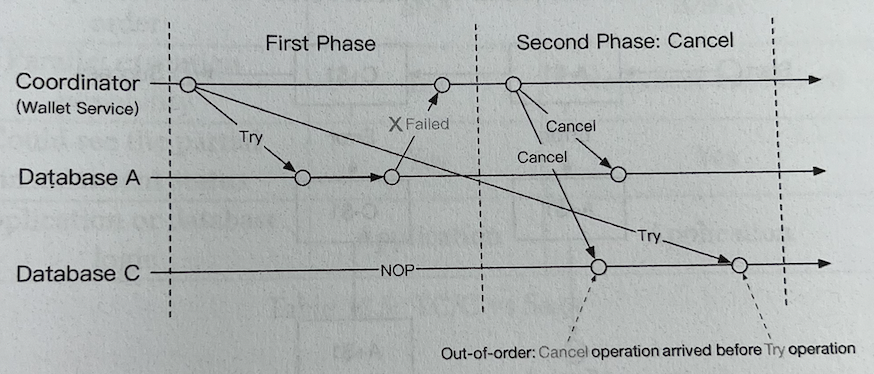 First Phase
Second Phase: Cancel
Coordinator
(Wallet Service)
Try
X Failed
Cancel
Cancel
Database A
Try
Database C
NOP
Out-of-order: Cancel operation arrived before Try operation